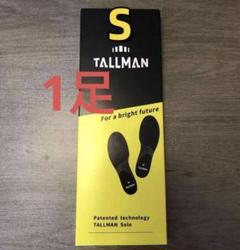 S
TALLMAN
1足
For a bright future
Patented technology
TALLMAN Sole